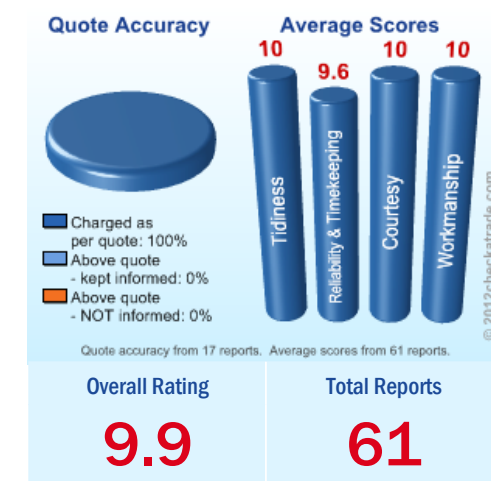 Quote Accuracy
Average Scores
10
9.6
10
10
Tidiness
Reliability & Timekeeping
Courtesy
Workmanship
Charged as
per quote: 100%
Above quote
- kept informed: 0%
Above quote
- NOT informed: 0%
© 2012checkatrade.com
Quote accuracy from 17 reports. Average scores from 61 reports.
Overall Rating
Total Reports
9.9
61